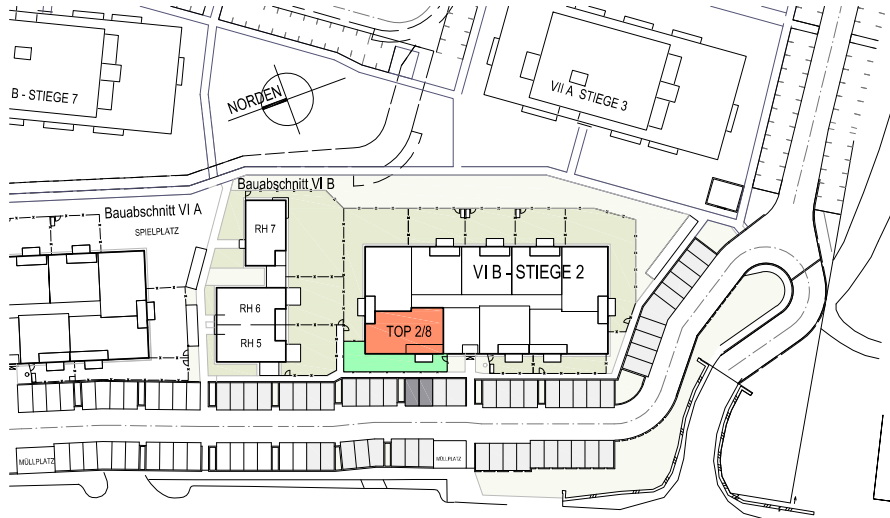 B - STIEGE 7
NORDEN
VII A STIEGE 3
Bauabschnitt VI B
Bauabschnitt VI A
SPIELPLATZ
RH 7
VI B - STIEGE 2
RH 6
TOP 2/8
RH 5
M
M
MÜLLPLATZ
MÜLLPLATZ